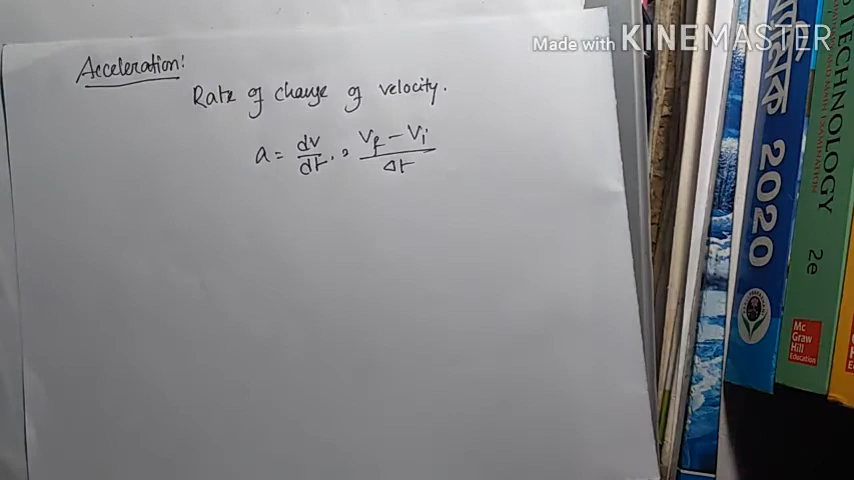 Made with KINEMASTER
Acceleration:
Rate of change of velocity.
a = dv/dt , = Vf - Vi / Δt
2020
TECHNOLOGY
2e
Mc
Graw
Hill
Education